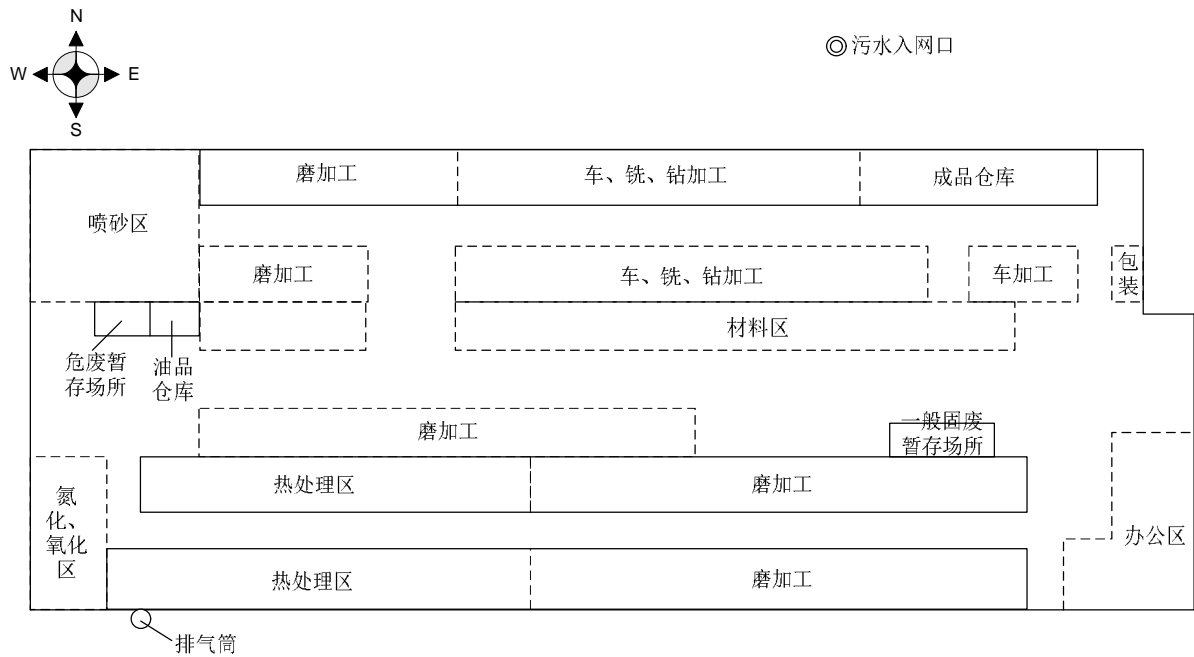 N
◎污水入网口
W
E
S
磨加工
车、铣、钻加工
成品仓库
喷砂区
磨加工
车、铣、钻加工
车加工
包
装
材料区
危废暂
存场所
油品
仓库
磨加工
一般固废
暂存场所
热处理区
磨加工
氮
化、
氧化
区
办公区
热处理区
磨加工
排气筒